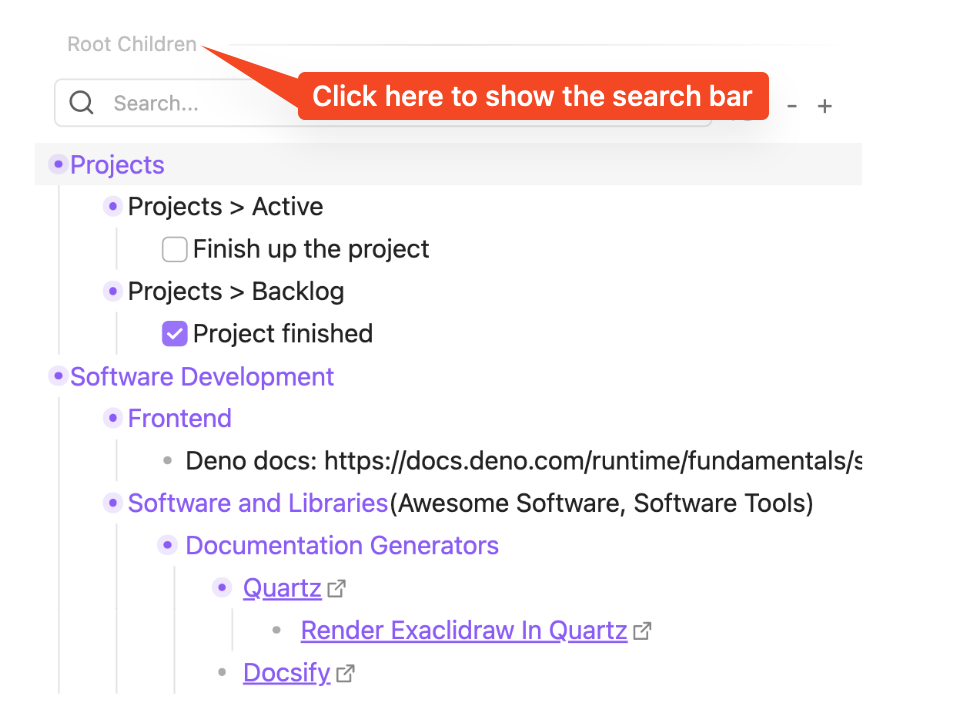 Root Children
Click here to show the search bar
Search...
- +
Projects
Projects > Active
Finish up the project
Projects > Backlog
Project finished
Software Development
Frontend
Deno docs: https://docs.deno.com/runtime/fundamentals/s
Software and Libraries(Awesome Software, Software Tools)
Documentation Generators
Quartz
Render Exaclidraw In Quartz
Docsify